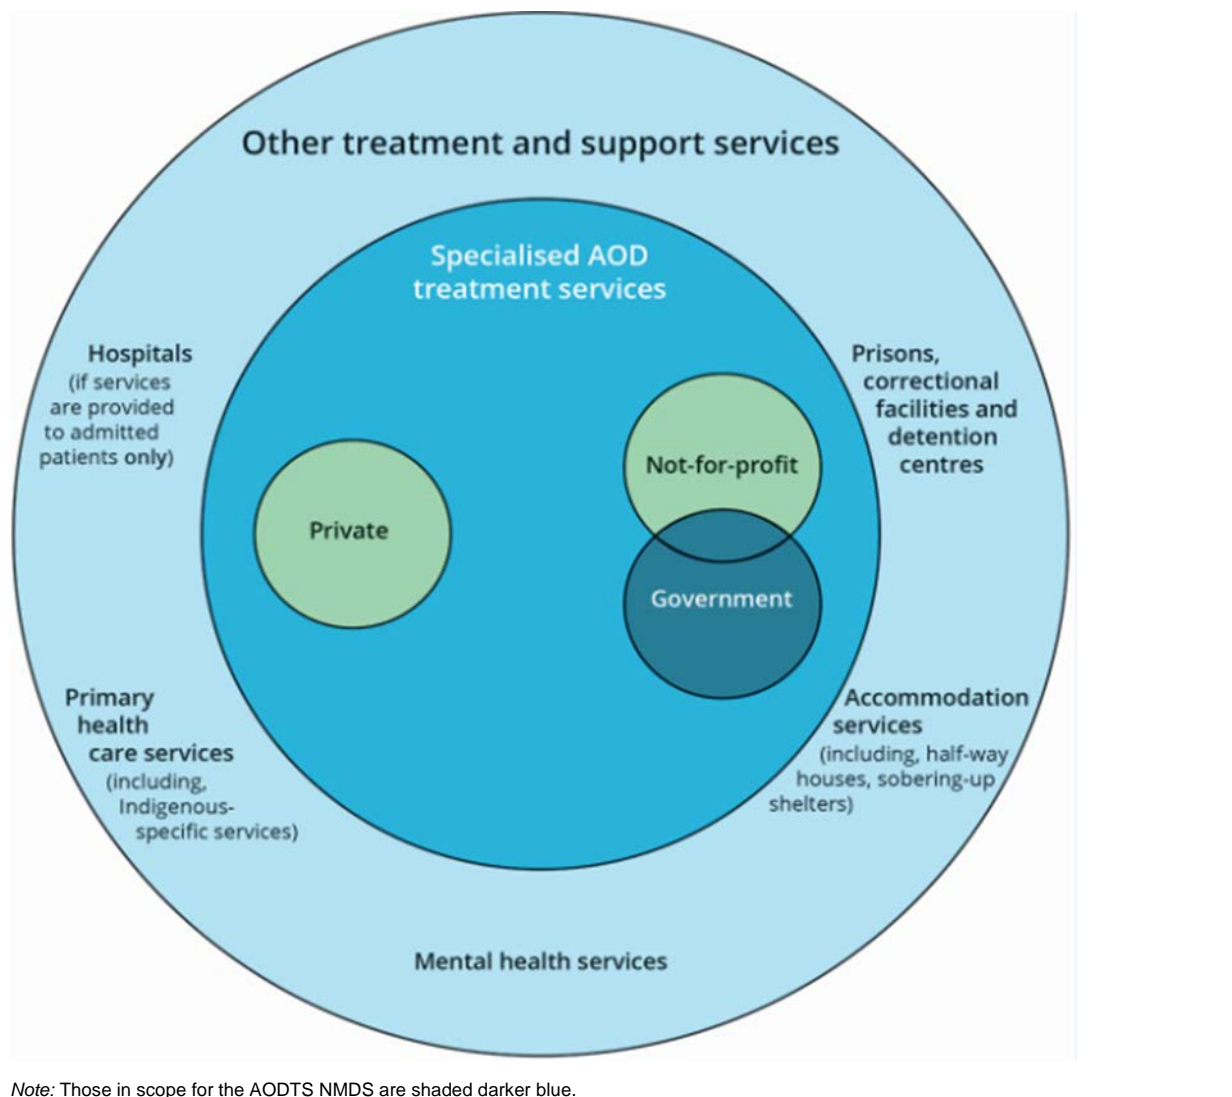 Other treatment and support services
Specialised AOD
treatment services
Hospitals
(if services
are provided
to admitted
patients only)
Prisons,
correctional
facilities and
detention
centres
Private
Not-for-profit
Government
Primary
health
care services
(including,
Indigenous-
specific services)
Accommodation
services
(including, half-way
houses, sobering-up
shelters)
Mental health services
Note: Those in scope for the AODTS NMDS are shaded darker blue.